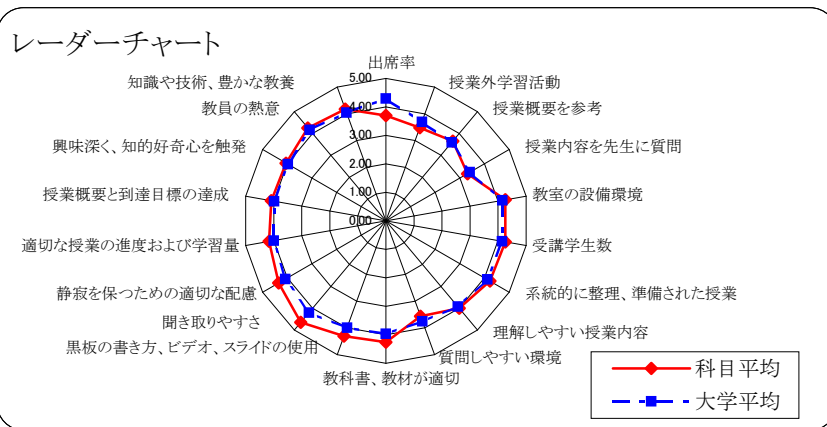 レーダーチャート
出席率
授業外学習活動
授業概要を参考
授業内容を先生に質問
教室の設備環境
受講学生数
系統的に整理、準備された授業
理解しやすい授業内容
質問しやすい環境
教科書、教材が適切
黒板の書き方、ビデオ、スライドの使用
聞き取りやすさ
静寂を保つための適切な配慮
適切な授業の進度および学習量
授業概要と到達目標の達成
興味深く、知的好奇心を触発
教員の熱意
知識や技術、豊かな教養
5.00
4.00
3.00
2.00
1.00
0.00
科目平均
大学平均